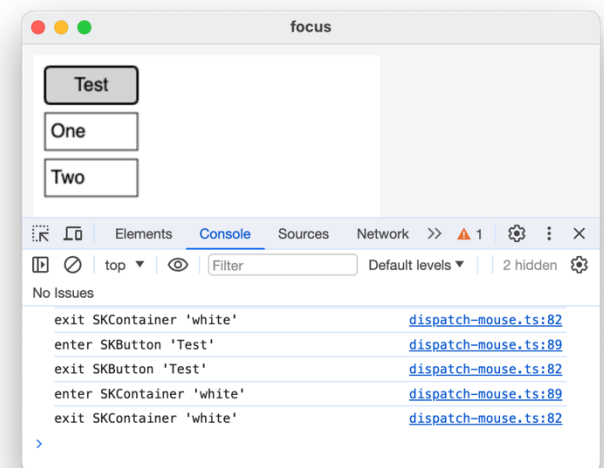 focus
Test
One
Two
Elements Console Sources Network 1
top Filter Default levels 2 hidden
No Issues
exit SKContainer 'white' dispatch-mouse.ts:82
enter SKButton 'Test' dispatch-mouse.ts:89
exit SKButton 'Test' dispatch-mouse.ts:82
enter SKContainer 'white' dispatch-mouse.ts:89
exit SKContainer 'white' dispatch-mouse.ts:82